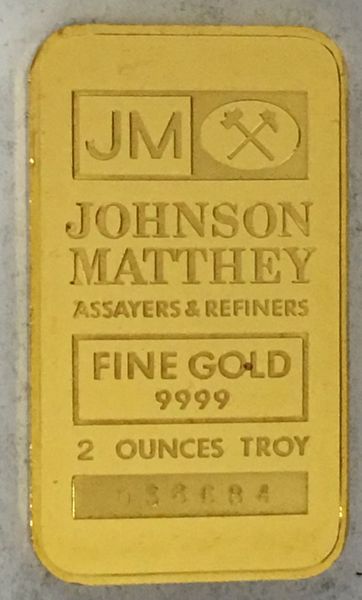 JM
JOHNSON
MATTHEY
ASSAYERS & REFINERS
FINE GOLD
9999
2 OUNCES TROY